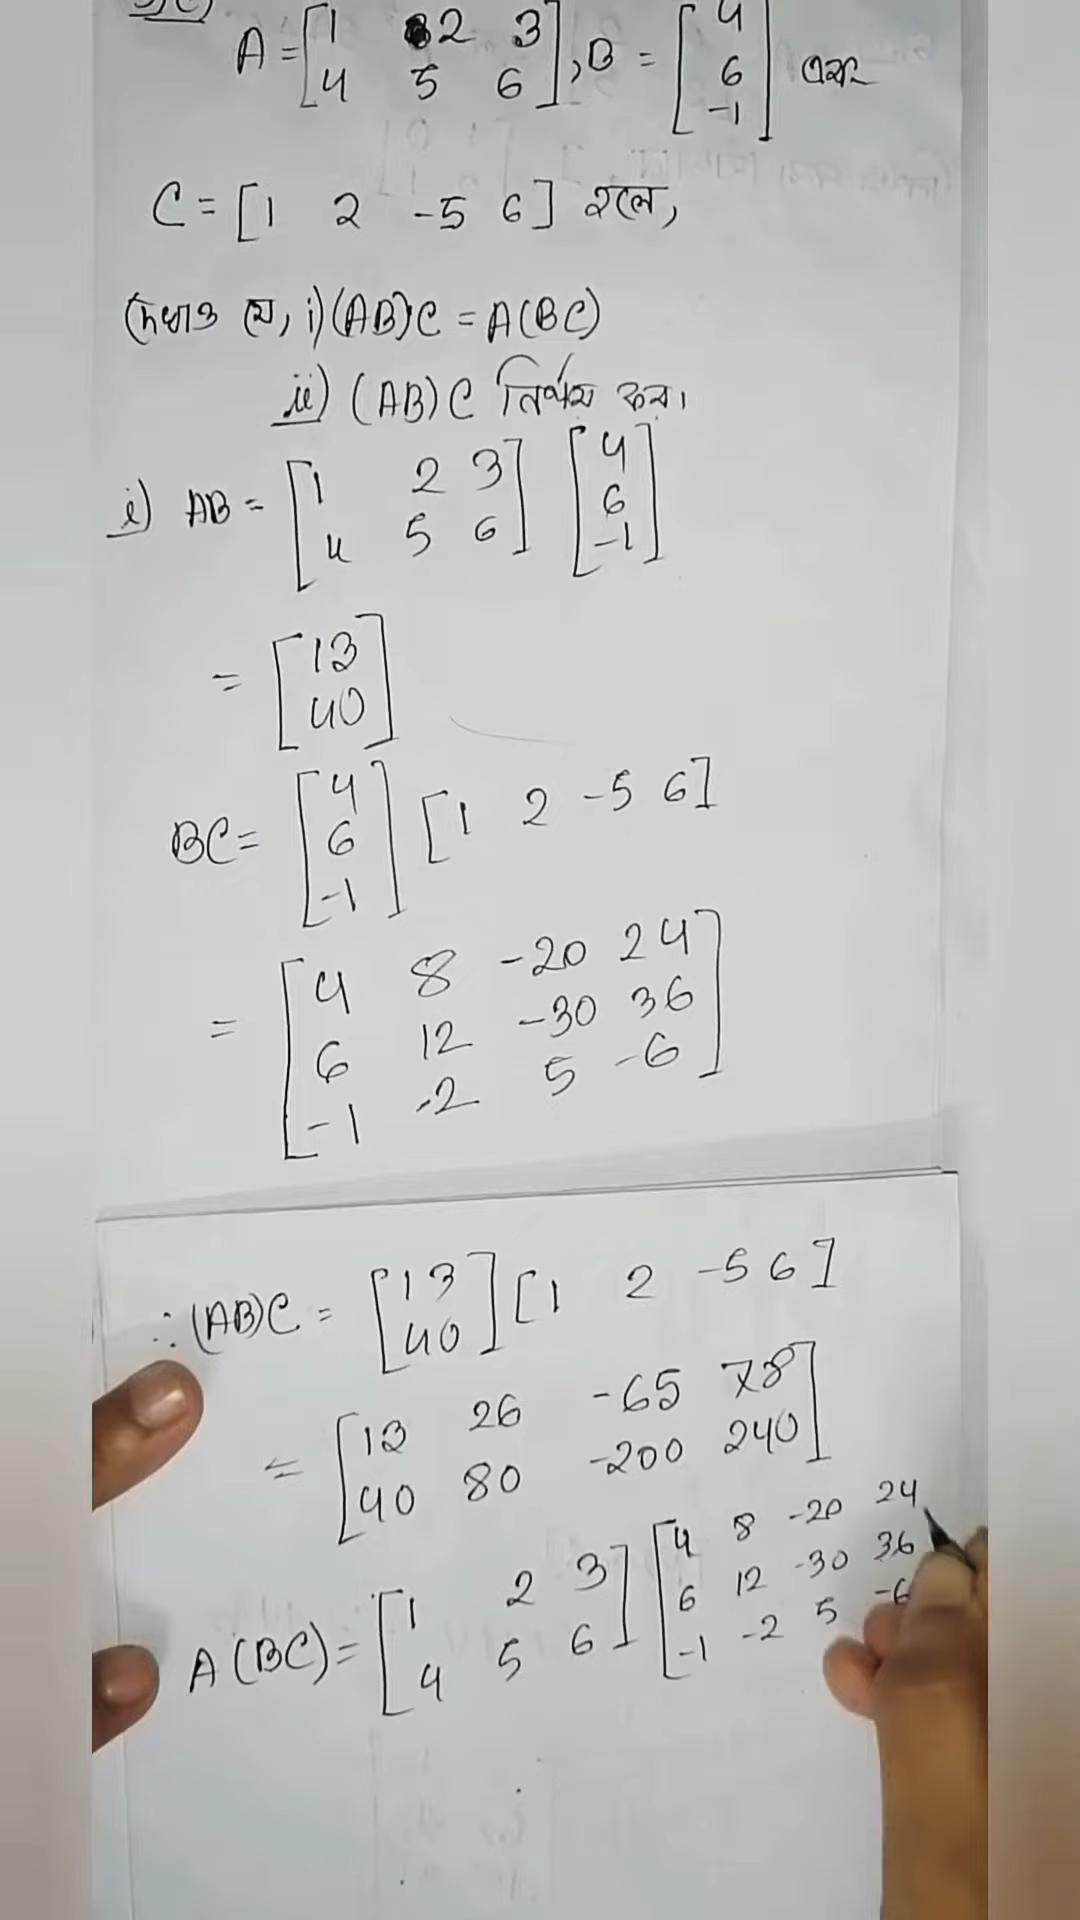 A = [1 2 3
4 5 6], B = [4
6
-1] এবং
C = [1 2 -5 6] হলে,
দেখাও যে, i) (AB)C = A(BC)
ii) (AB)C নির্ণয় কর।
i) AB = [1 2 3
4 5 6] [4
6
-1]
= [13
40]
BC = [4
6
-1] [1 2 -5 6]
= [4 8 -20 24
6 12 -30 36
-1 -2 5 -6]
∴ (AB)C = [13
40] [1 2 -5 6]
= [13 26 -65 78
40 80 -200 240]
A(BC) = [1 2 3
4 5 6] [4 8 -20 24
6 12 -30 36
-1 -2 5 -6